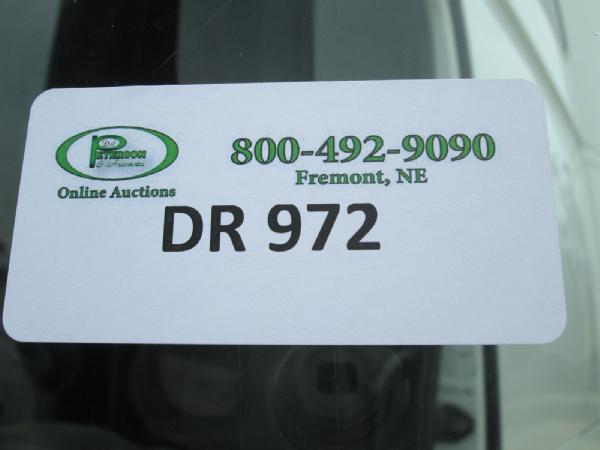 PETERSON
Online Auctions
800-492-9090
Fremont, NE
DR 972